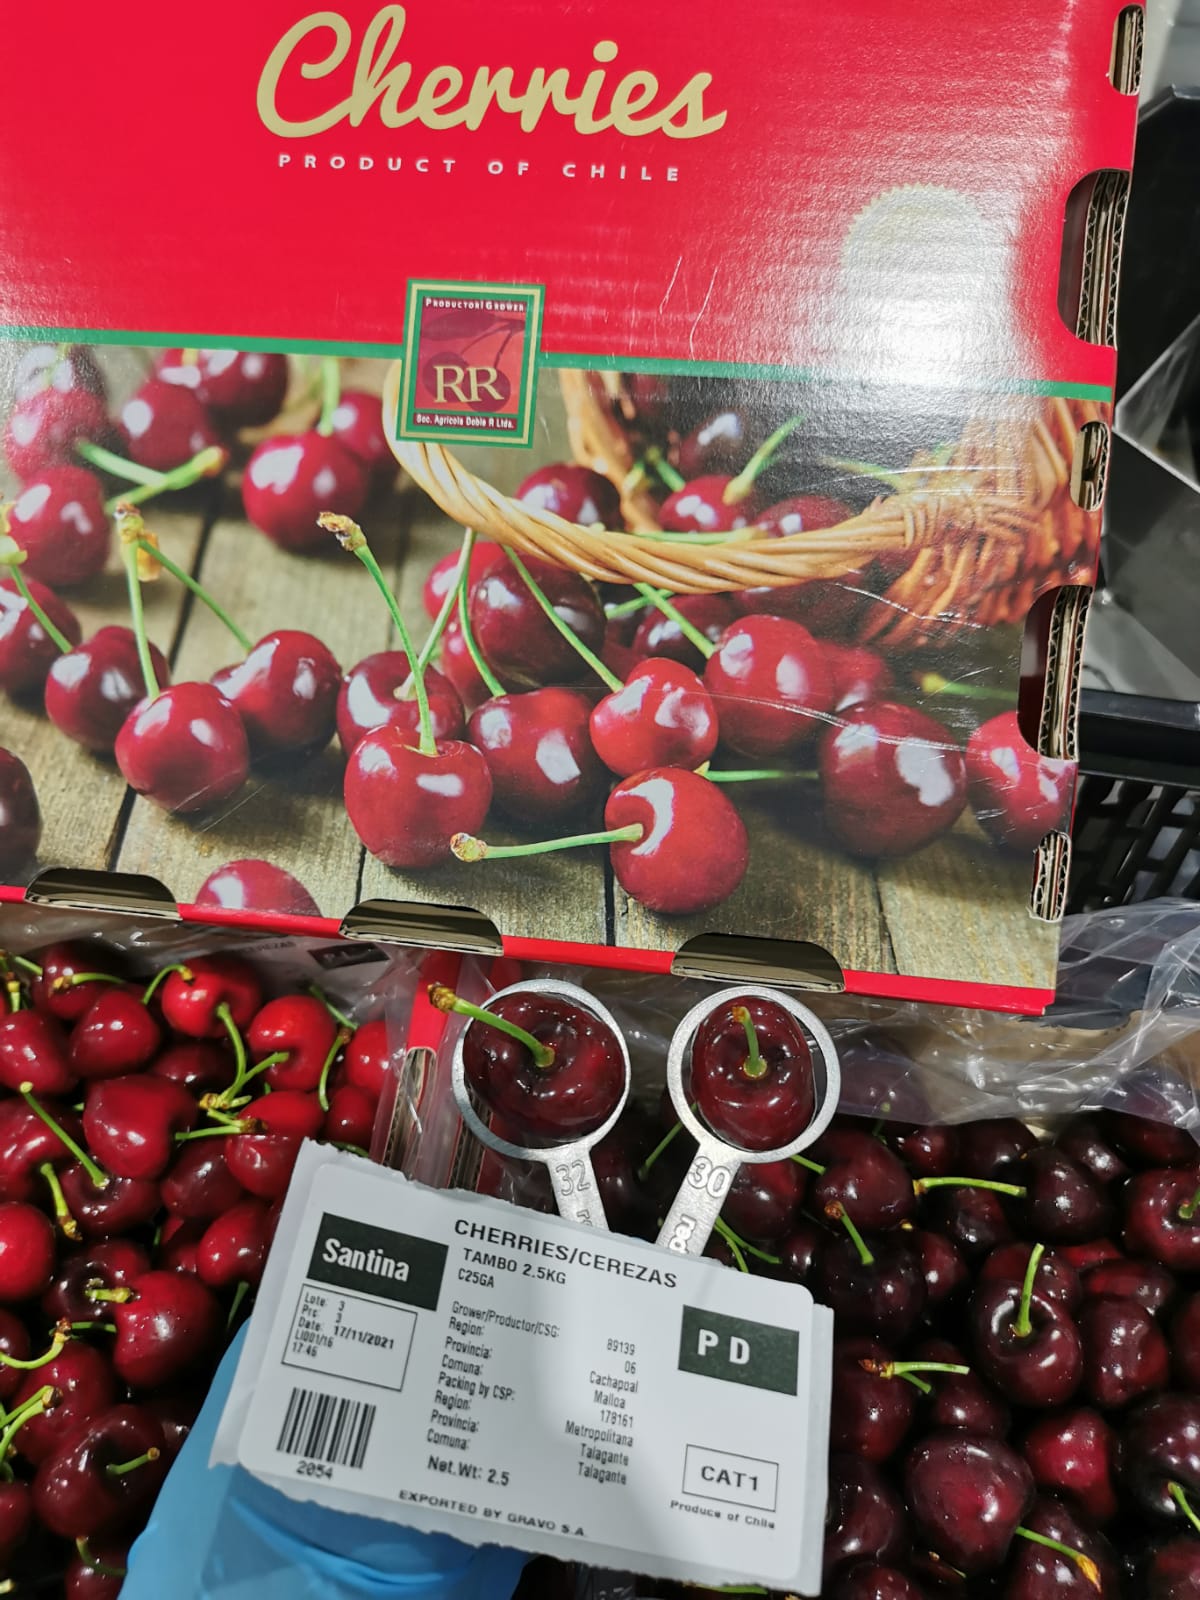 Cherries
PRODUCT OF CHILE
PRODUCTOR/GROWER
RR
Soc. Agricola Doble R Ltda.
32
30
red
Santina
CHERRIES/CEREZAS
TAMBO 2.5KG
C25GA
Lote: 3
Prc: 3
Date: 17/11/2021
LI001/16
17:46
2054
Grower/Productor/CSG: 89139
Region: 06
Provincia: Cachapoal
Comuna: Malloa
Packing by CSP: 178161
Region: Metropolitana
Provincia: Talagante
Comuna: Talagante
Net.Wt: 2.5
PD
CAT1
Produce of Chile
EXPORTED BY GRAVO S.A.